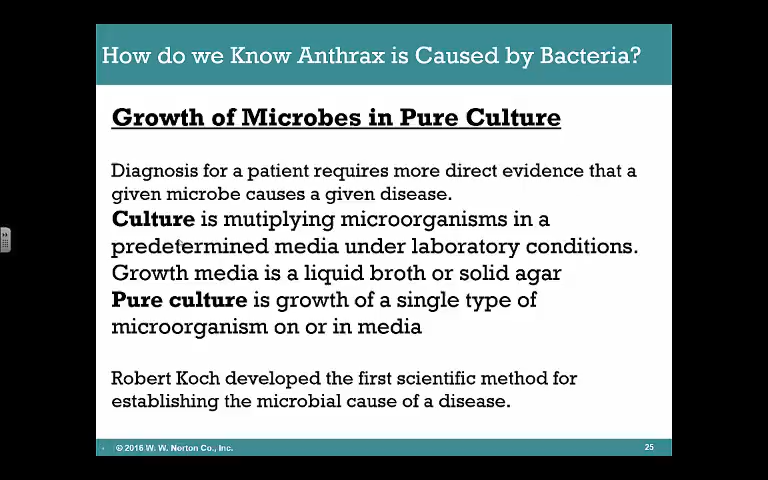 How do we Know Anthrax is Caused by Bacteria?
Growth of Microbes in Pure Culture
Diagnosis for a patient requires more direct evidence that a
given microbe causes a given disease.
Culture is mutiplying microorganisms in a
predetermined media under laboratory conditions.
Growth media is a liquid broth or solid agar
Pure culture is growth of a single type of
microorganism on or in media
Robert Koch developed the first scientific method for
establishing the microbial cause of a disease.
© 2016 W. W. Norton Co., Inc.
25